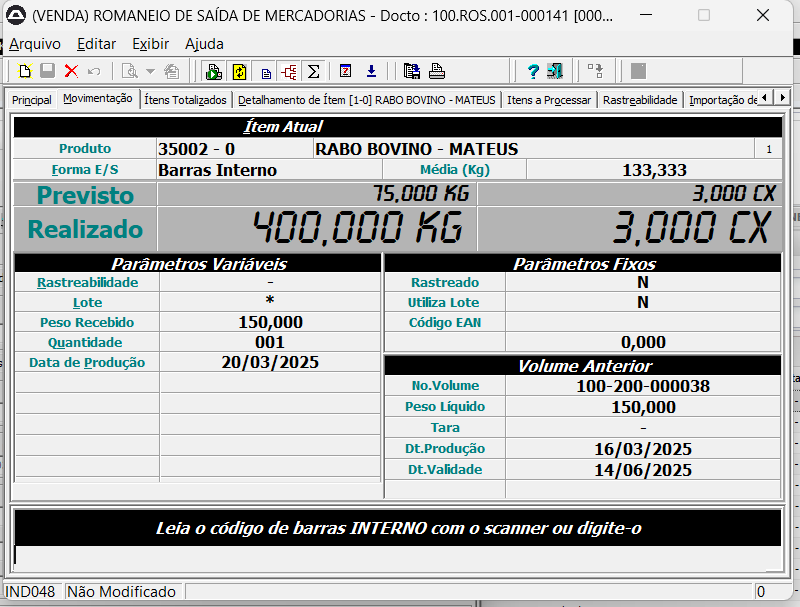 (VENDA) ROMANEIO DE SAÍDA DE MERCADORIAS - Docto : 100.ROS.001-000141 [000...
Arquivo Editar Exibir Ajuda
Principal Movimentação Ítens Totalizados Detalhamento de Ítem [1-0] RABO BOVINO - MATEUS Itens a Processar Rastreabilidade Importação de
Ítem Atual
Produto 35002 - 0 RABO BOVINO - MATEUS 1
Forma E/S Barras Interno Média (Kg) 133,333
Previsto 75,000 KG 3,000 CX
Realizado 400,000 KG 3,000 CX
Parâmetros Variáveis
Rastreabilidade -
Lote *
Peso Recebido 150,000
Quantidade 001
Data de Produção 20/03/2025
Parâmetros Fixos
Rastreado N
Utiliza Lote N
Código EAN
0,000
Volume Anterior
No.Volume 100-200-000038
Peso Líquido 150,000
Tara -
Dt.Produção 16/03/2025
Dt.Validade 14/06/2025
Leia o código de barras INTERNO com o scanner ou digite-o
IND048 Não Modificado 0